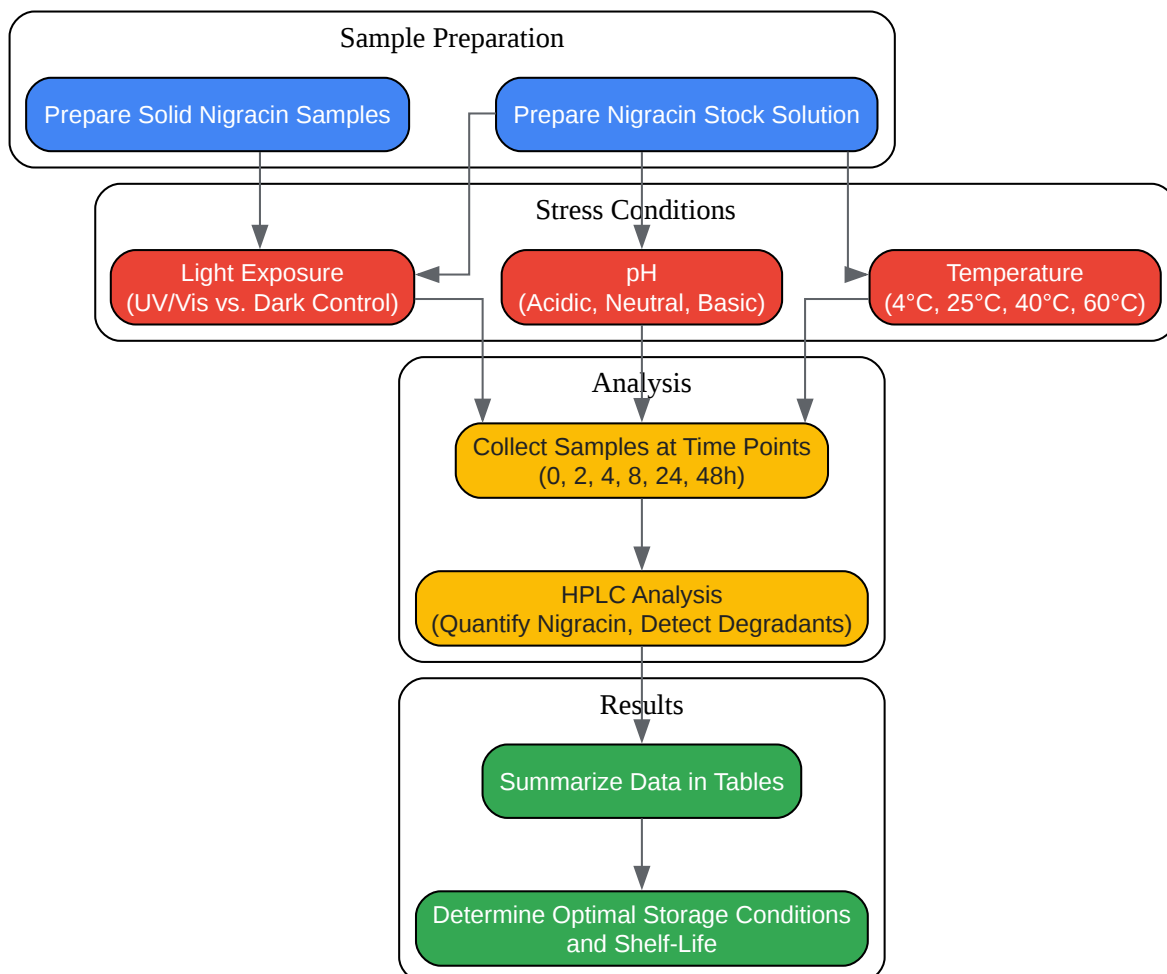 Sample Preparation
Prepare Solid Nigracin Samples
Prepare Nigracin Stock Solution
Stress Conditions
Light Exposure
(UV/Vis vs. Dark Control)
pH
(Acidic, Neutral, Basic)
Temperature
(4°C, 25°C, 40°C, 60°C)
Analysis
Collect Samples at Time Points
(0, 2, 4, 8, 24, 48h)
HPLC Analysis
(Quantify Nigracin, Detect Degradants)
Results
Summarize Data in Tables
Determine Optimal Storage Conditions
and Shelf-Life